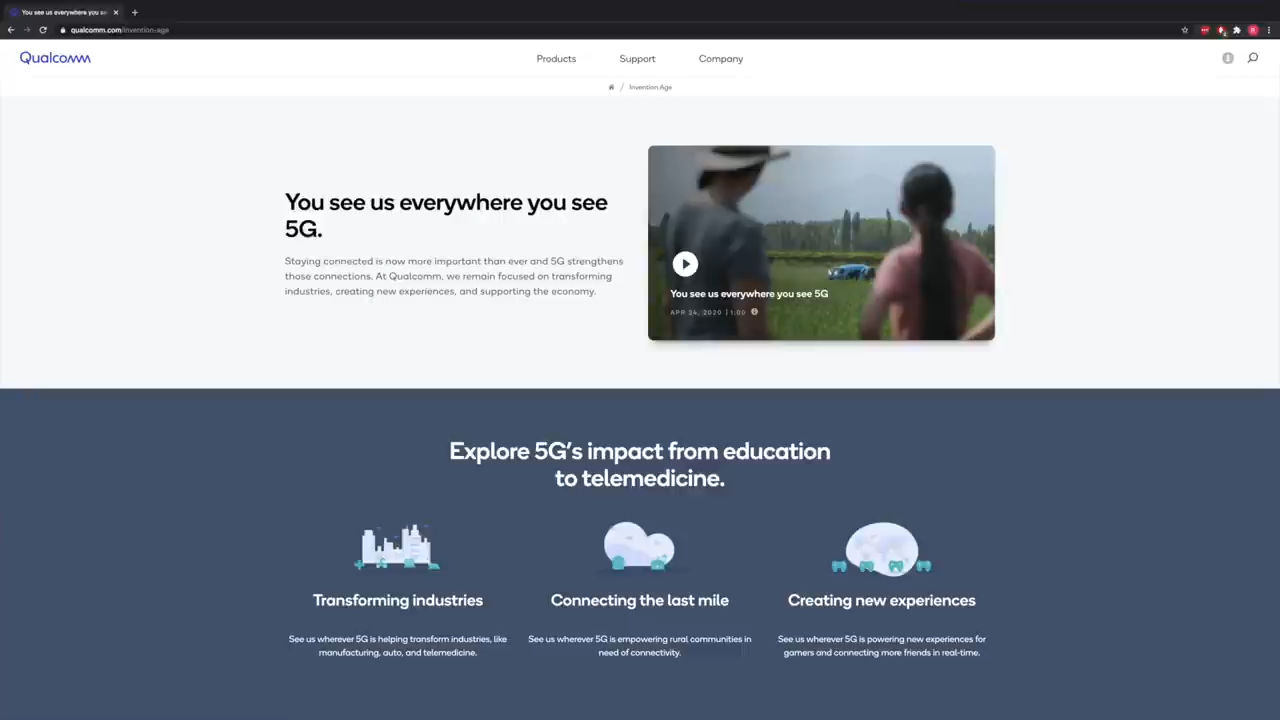 You see us everywhere you se
qualcomm.com/invention-age
Qualcomm
Products
Support
Company
/ Invention Age
You see us everywhere you see
5G.
Staying connected is now more important than ever and 5G strengthens
those connections. At Qualcomm, we remain focused on transforming
industries, creating new experiences, and supporting the economy.
You see us everywhere you see 5G
APR 24, 2020 | 1:00
Explore 5G's impact from education
to telemedicine.
Transforming industries
See us wherever 5G is helping transform industries, like
manufacturing, auto, and telemedicine.
Connecting the last mile
See us wherever 5G is empowering rural communities in
need of connectivity.
Creating new experiences
See us wherever 5G is powering new experiences for
gamers and connecting more friends in real-time.